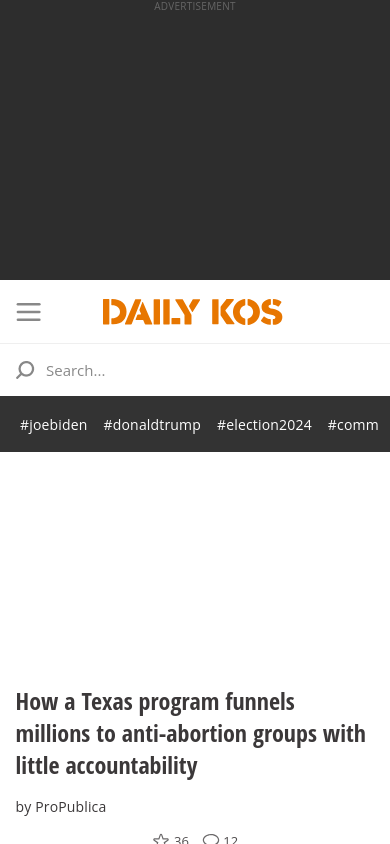 ADVERTISEMENT
DAILY KOS
Search...
#joebiden #donaldtrump #election2024 #comm
How a Texas program funnels
millions to anti-abortion groups with
little accountability
by ProPublica
36 12